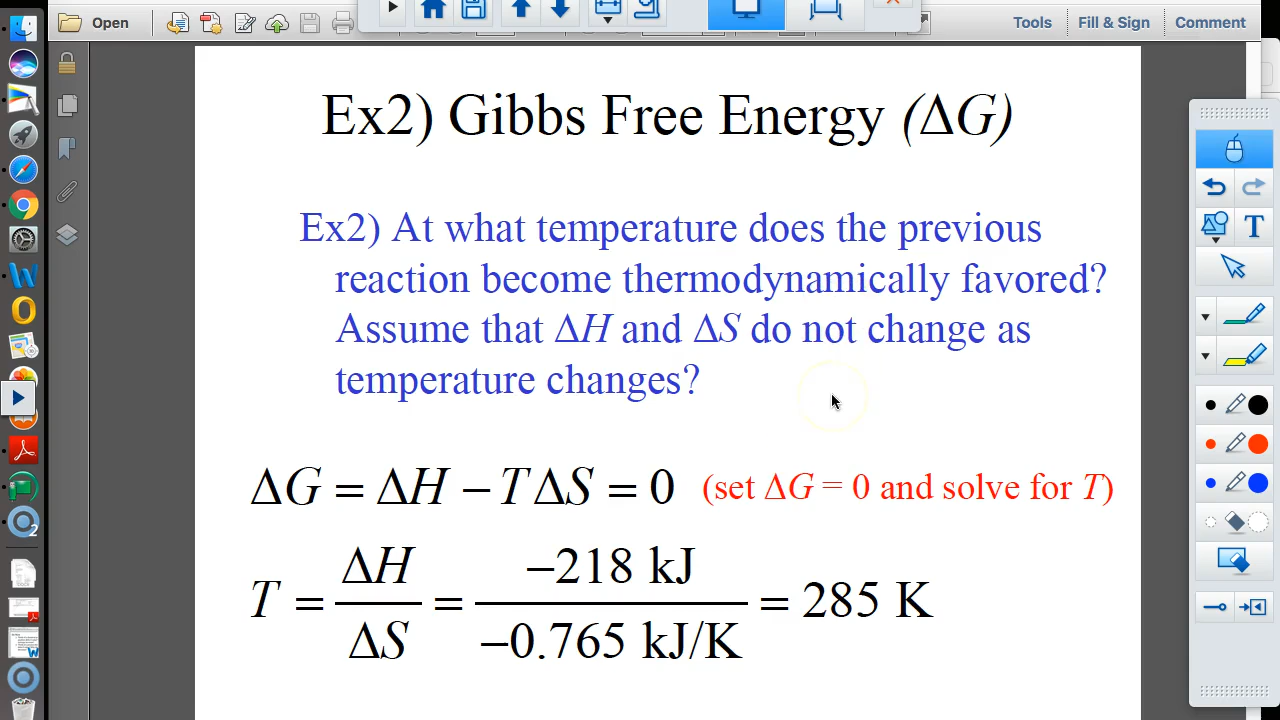 Open
Tools
Fill & Sign
Comment
Ex2) Gibbs Free Energy (ΔG)
Ex2) At what temperature does the previous
reaction become thermodynamically favored?
Assume that ΔH and ΔS do not change as
temperature changes?
ΔG = ΔH − TΔS = 0 (set ΔG = 0 and solve for T)
T = ΔH/ΔS = −218 kJ/−0.765 kJ/K = 285 K
T
W
O
2
W